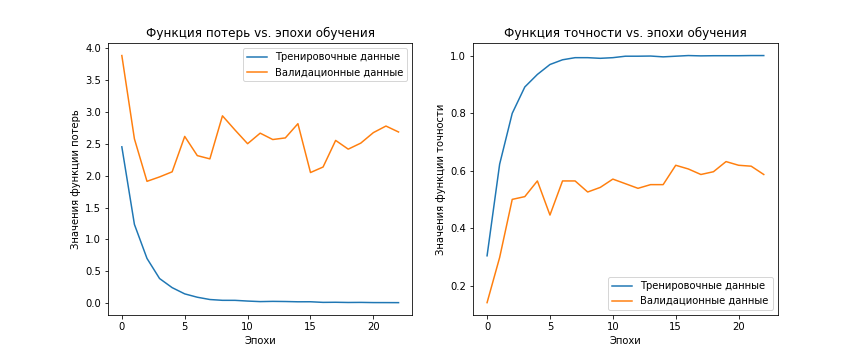 Функция потерь vs. эпохи обучения
4.0
3.5
3.0
2.5
2.0
1.5
1.0
0.5
0.0
Значения функции потерь
Тренировочные данные
Валидационные данные
0 5 10 15 20
Эпохи
Функция точности vs. эпохи обучения
1.0
0.8
0.6
0.4
0.2
Значения функции точности
Тренировочные данные
Валидационные данные
0 5 10 15 20
Эпохи